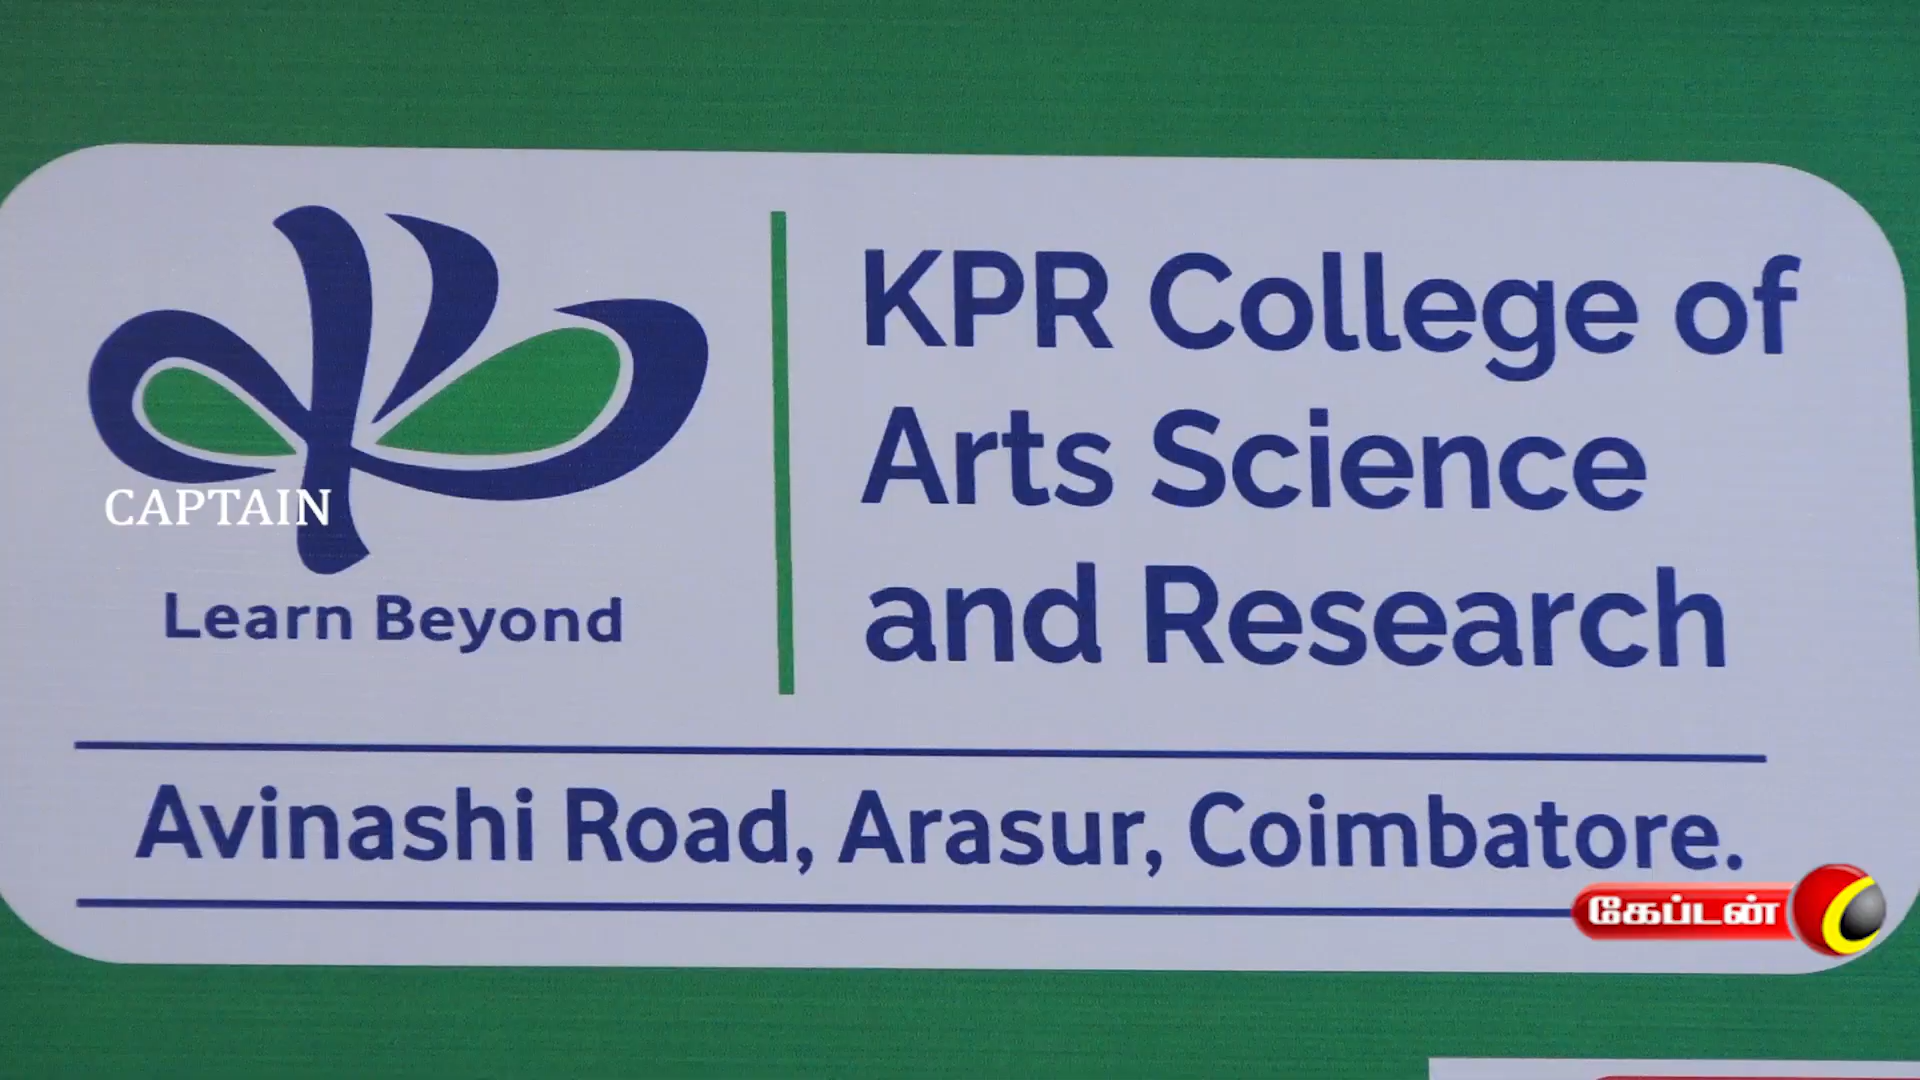 KPR College of
Arts Science
and Research
CAPTAIN
Learn Beyond
Avinashi Road, Arasur, Coimbatore.
கேப்டன்